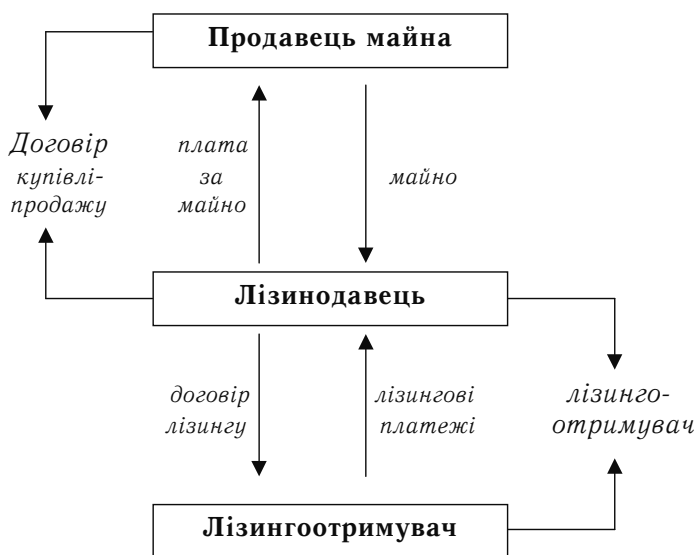 Продавець майна
Договір
купівлі-
продажу
плата
за
майно
майно
Лізинодавець
договір
лізингу
лізингові
платежі
лізинго-
отримувач
Лізингоотримувач